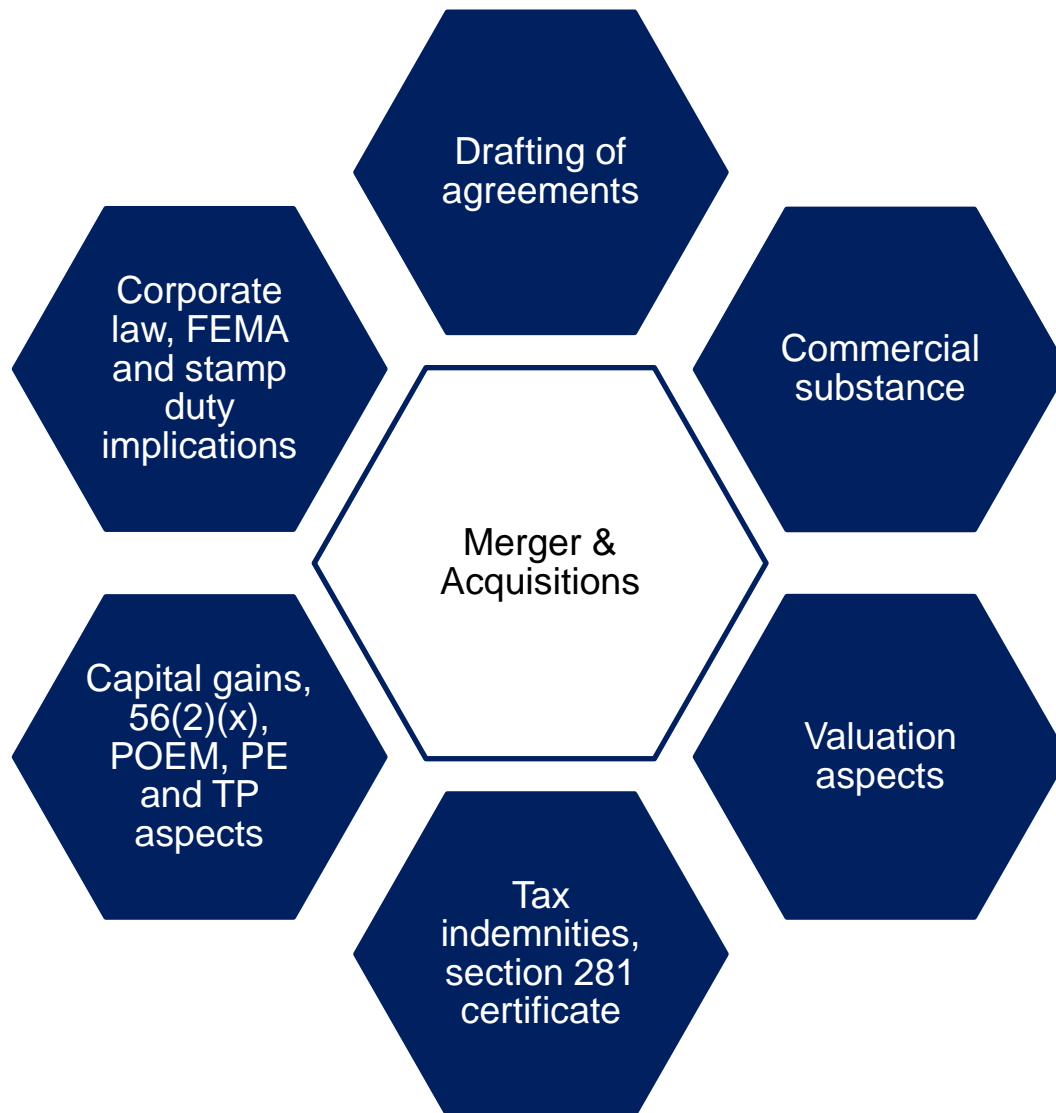 Drafting of
agreements
Corporate
law, FEMA
and stamp
duty
implications
Commercial
substance
Merger &
Acquisitions
Capital gains,
56(2)(x),
POEM, PE
and TP
aspects
Valuation
aspects
Tax
indemnities,
section 281
certificate